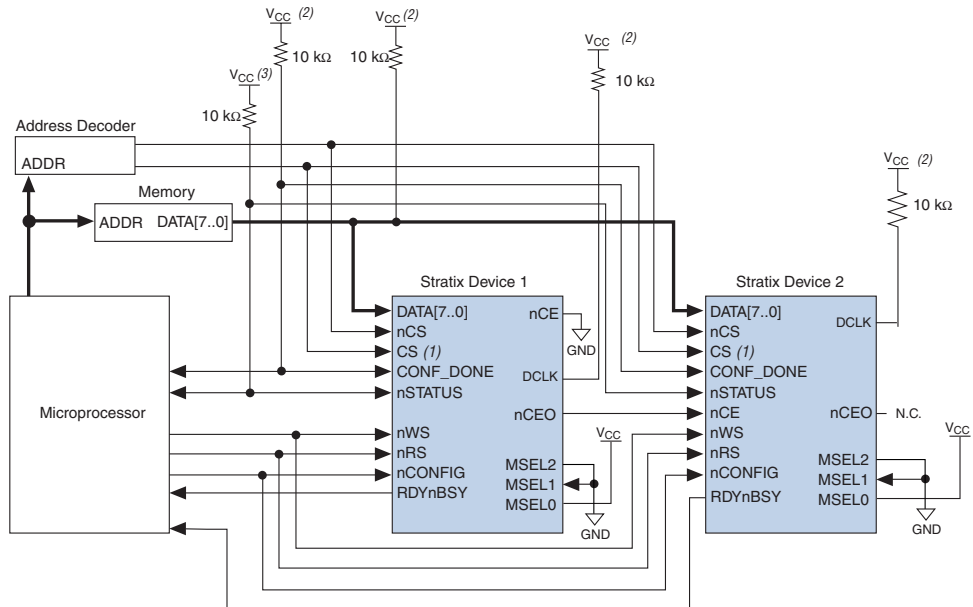 VCC (2)
VCC (2)
VCC (2)
10 kΩ
10 kΩ
10 kΩ
VCC (3)
10 kΩ
Address Decoder
ADDR
VCC (2)
10 kΩ
Memory
ADDR DATA[7..0]
Stratix Device 1
DATA[7..0]
nCS
CS (1)
CONF_DONE
nSTATUS
nWS
nRS
nCONFIG
RDYnBSY
nCE
GND
DCLK
nCEO
VCC
MSEL2
MSEL1
MSEL0
GND
Stratix Device 2
DATA[7..0]
nCS
CS (1)
CONF_DONE
nSTATUS
nCE
nWS
nRS
nCONFIG
RDYnBSY
DCLK
nCEO
N.C.
VCC
MSEL2
MSEL1
MSEL0
GND
Microprocessor